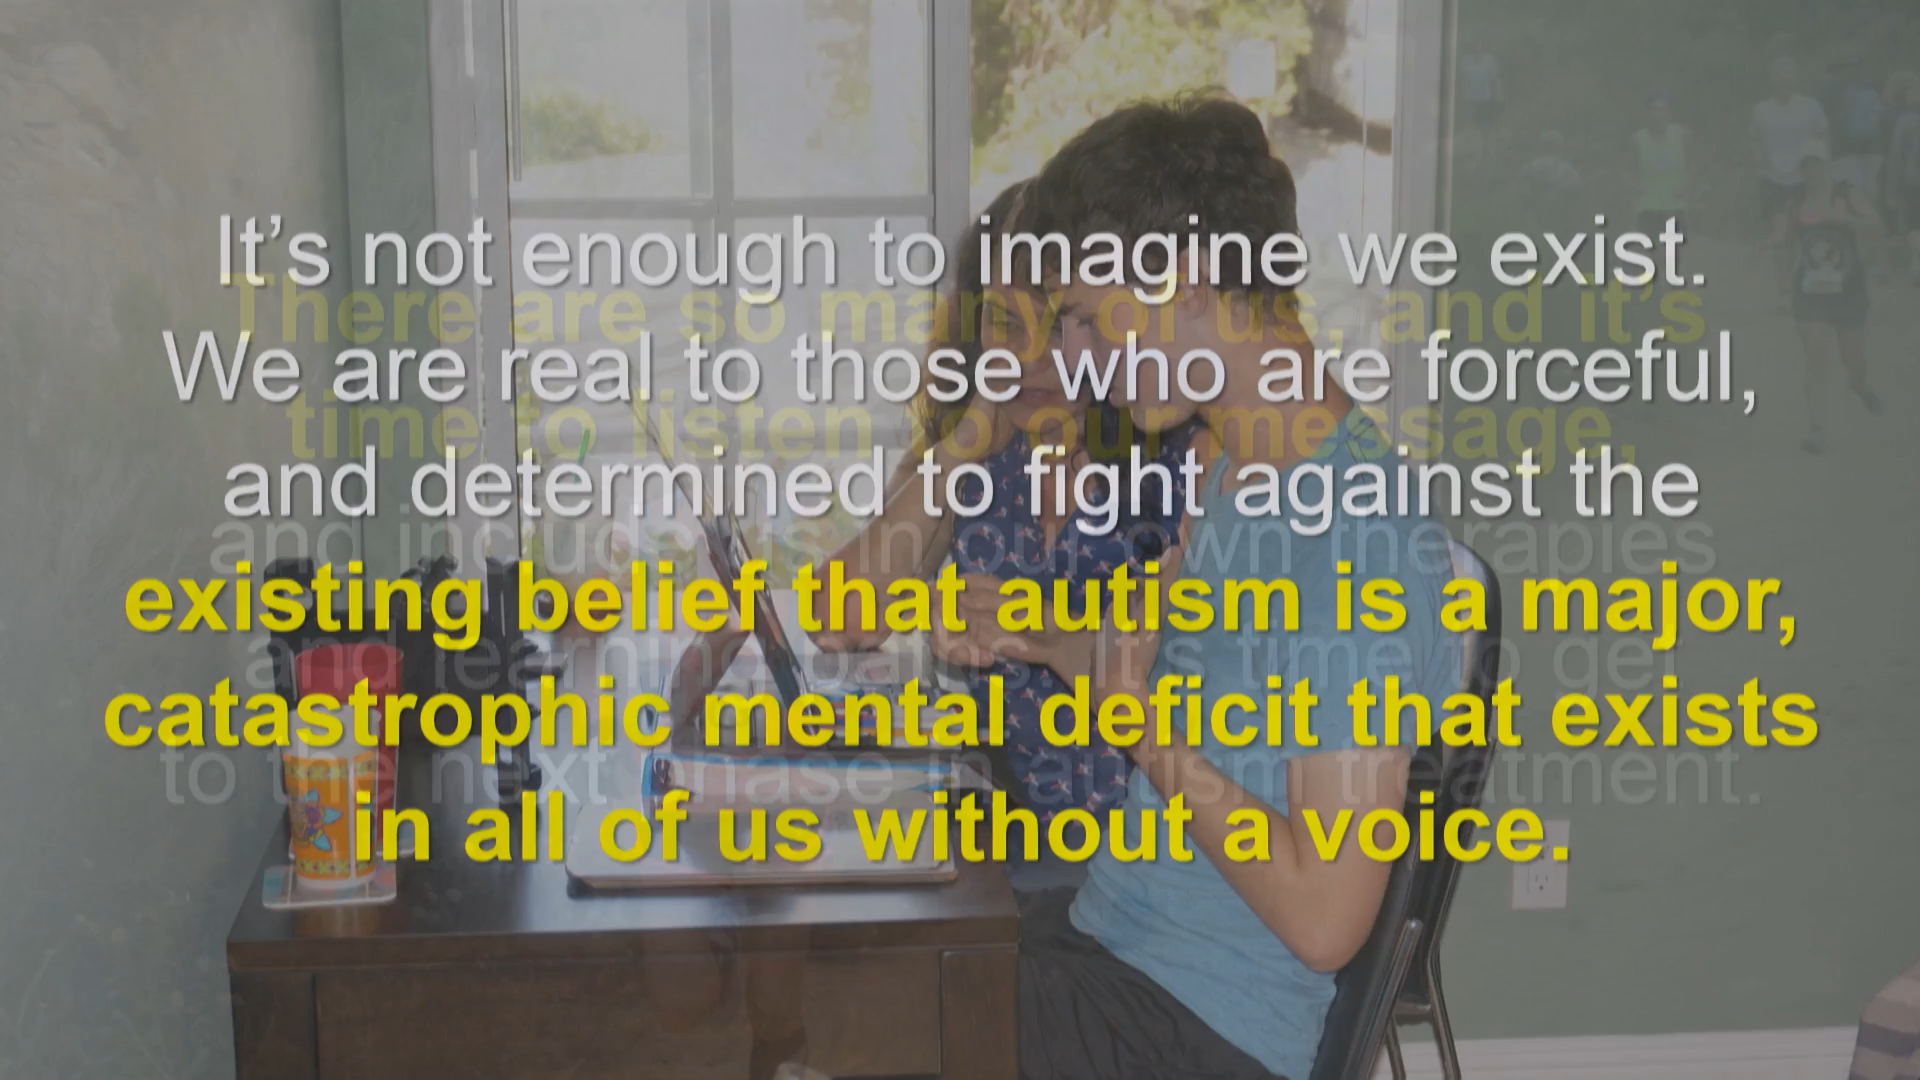 It’s not enough to imagine we exist.
We are real to those who are forceful,
and determined to fight against the
existing belief that autism is a major,
catastrophic mental deficit that exists
in all of us without a voice.
There are so many of us, and it’s
time to listen to our message,
and include us in our own therapies
and learning paths. It’s time to get
to the next phase in autism treatment.